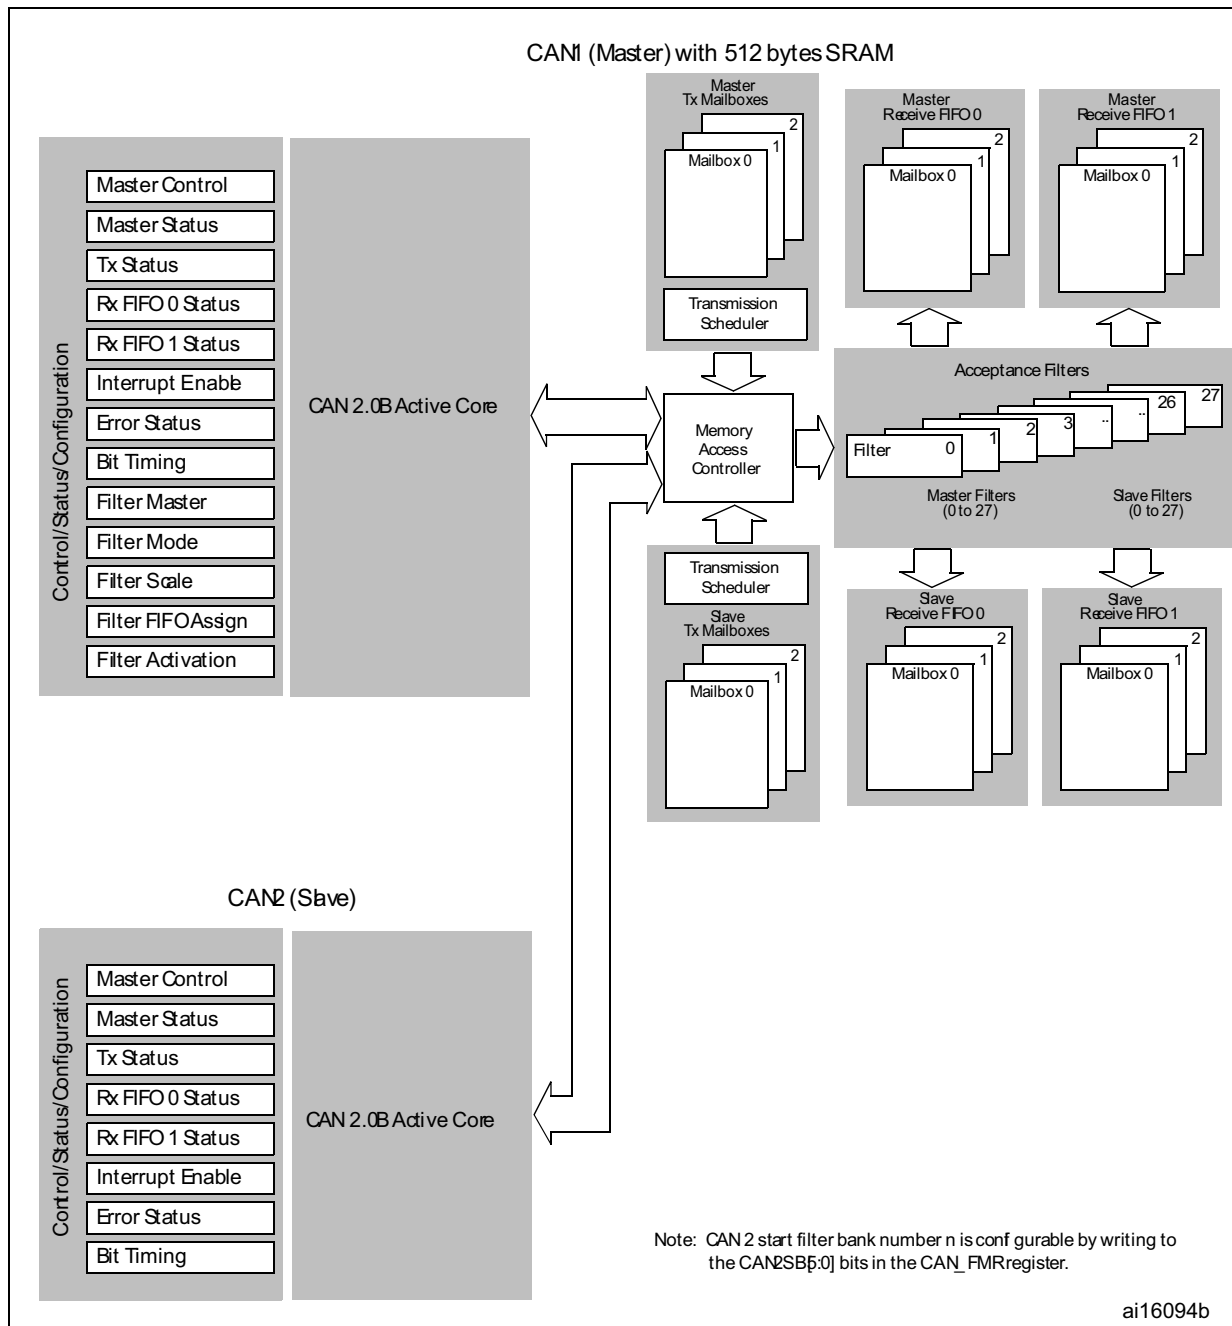 CAN1 (Master) with 512 bytes SRAM
Control/Status/Configuration
Master Control
Master Status
Tx Status
Rx FIFO 0 Status
Rx FIFO 1 Status
Interrupt Enable
Error Status
Bit Timing
Filter Master
Filter Mode
Filter Scale
Filter FIFO Assign
Filter Activation
CAN 2.0B Active Core
Master
Tx Mailboxes
2
1
Mailbox 0
Transmission
Scheduler
Master
Receive FIFO 0
2
1
Mailbox 0
Master
Receive FIFO 1
2
1
Mailbox 0
Memory
Access
Controller
Acceptance Filters
Filter 0
1
2
3
..
..
26
27
Master Filters
(0 to 27)
Slave Filters
(0 to 27)
Transmission
Scheduler
Slave
Tx Mailboxes
2
1
Mailbox 0
Slave
Receive FIFO 0
2
1
Mailbox 0
Slave
Receive FIFO 1
2
1
Mailbox 0
CAN2 (Slave)
Control/Status/Configuration
Master Control
Master Status
Tx Status
Rx FIFO 0 Status
Rx FIFO 1 Status
Interrupt Enable
Error Status
Bit Timing
CAN 2.0B Active Core
Note: CAN 2 start filter bank number n is conf gurable by writing to
the CAN2SB[5:0] bits in the CAN_FMR register.
ai16094b